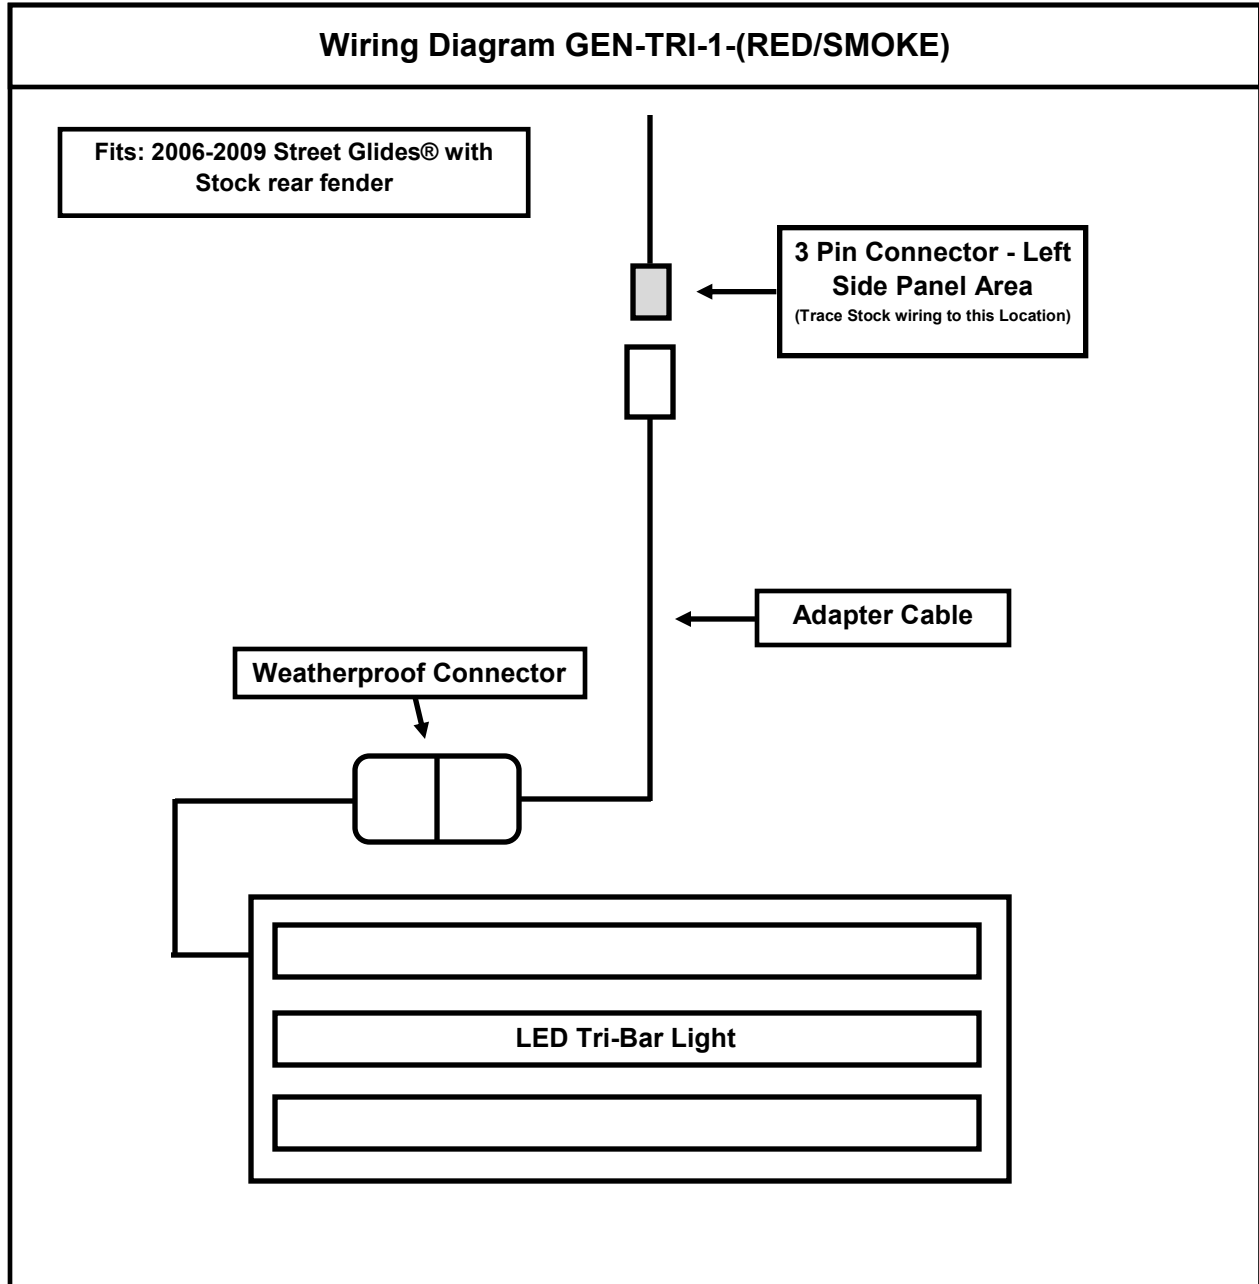 Wiring Diagram GEN-TRI-1-(RED/SMOKE)
Fits: 2006-2009 Street Glides® with
Stock rear fender
3 Pin Connector - Left
Side Panel Area
(Trace Stock wiring to this Location)
Adapter Cable
Weatherproof Connector
LED Tri-Bar Light